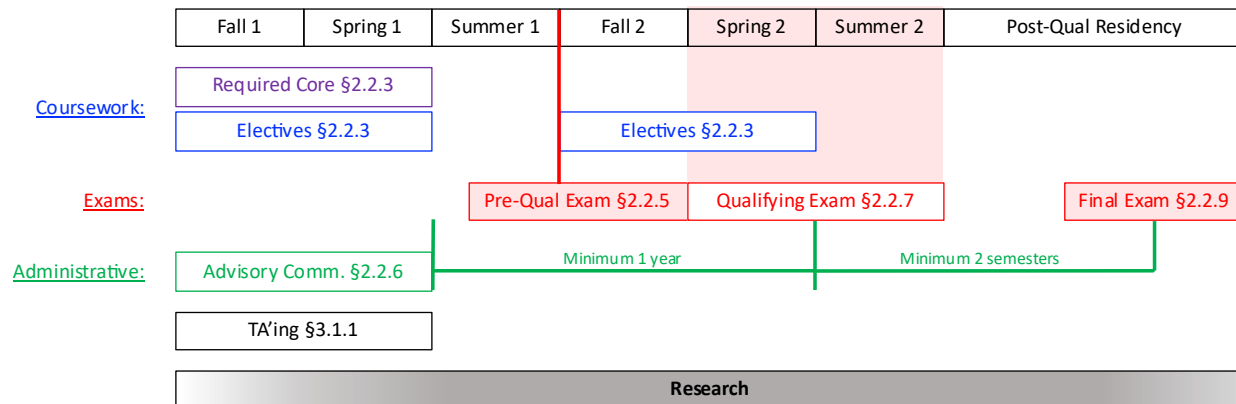 Fall 1
Spring 1
Summer 1
Fall 2
Spring 2
Summer 2
Post-Qual Residency
Required Core §2.2.3
Coursework:
Electives §2.2.3
Electives §2.2.3
Exams:
Pre-Qual Exam §2.2.5
Qualifying Exam §2.2.7
Final Exam §2.2.9
Administrative:
Advisory Comm. §2.2.6
Minimum 1 year
Minimum 2 semesters
TA'ing §3.1.1
Research